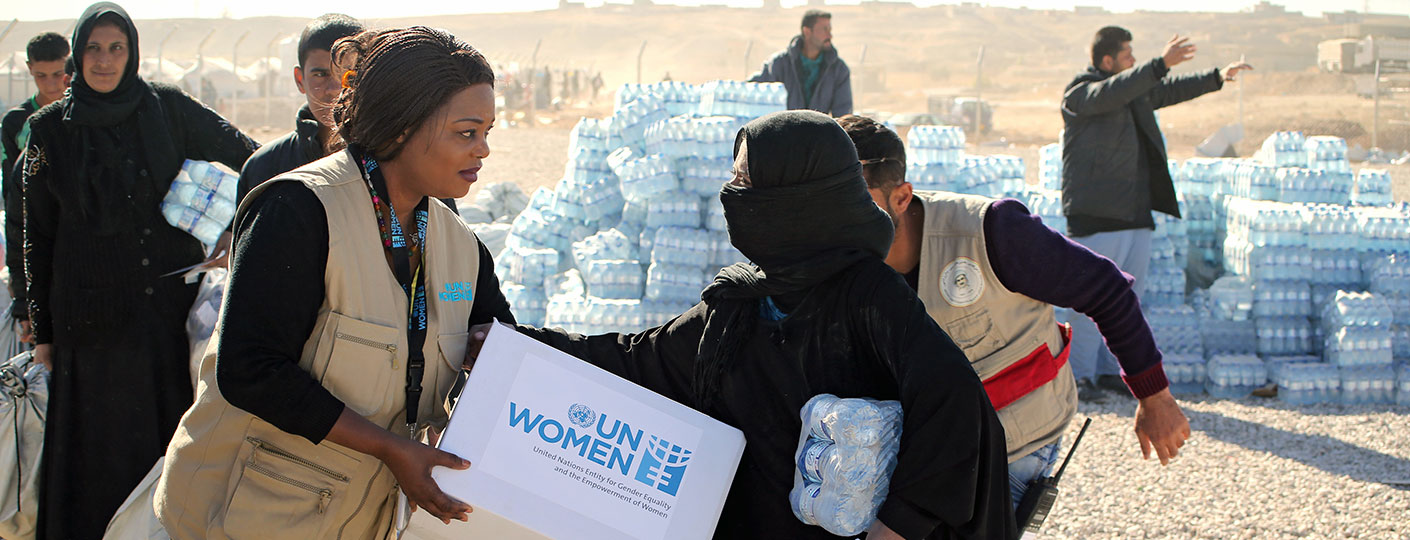 UN
WOMEN
UN
WOMEN
United Nations Entity for Gender Equality
and the Empowerment of Women